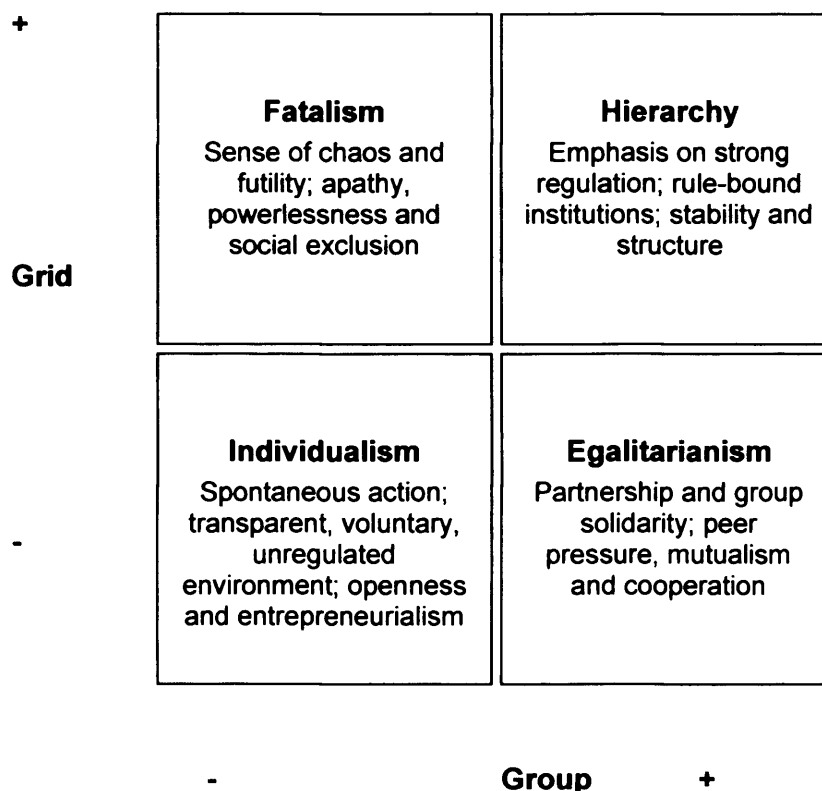 +
Fatalism
Sense of chaos and
futility; apathy,
powerlessness and
social exclusion
Hierarchy
Emphasis on strong
regulation; rule-bound
institutions; stability and
structure
Grid
Individualism
Spontaneous action;
transparent, voluntary,
unregulated
environment; openness
and entrepreneurialism
Egalitarianism
Partnership and group
solidarity; peer
pressure, mutualism
and cooperation
-
- Group +